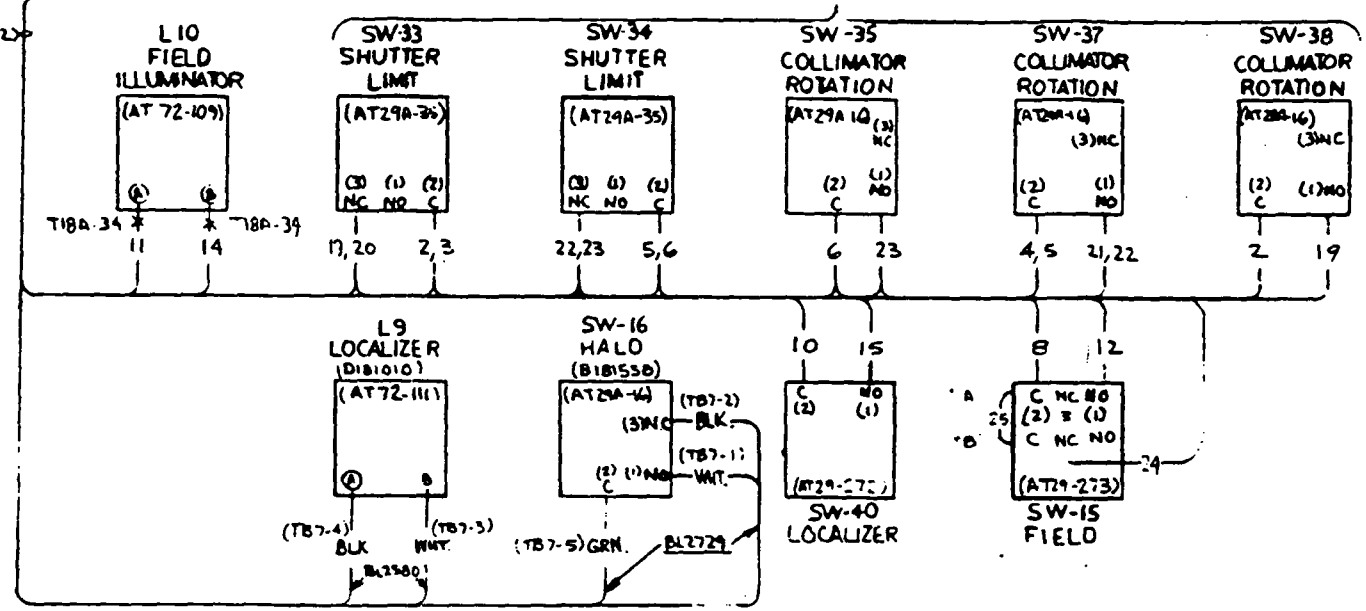 L10
FIELD
ILLUMINATOR
(AT 72-109)
A
B
T18A-34
T18A-34
11
14
SW-33
SHUTTER
LIMIT
(AT29A-35)
(3) (1) (2)
NC NO C
2,3
SW-34
SHUTTER
LIMIT
(AT29A-35)
(3) (1) (2)
NC NO C
22,23
5,6
SW-35
COLLIMATOR
ROTATION
(3)
NC
(2)
C
(1)
NO
6
23
SW-37
COLLIMATOR
ROTATION
(3)NC
(2)
C
(1)
NO
4,5
21,22
SW-38
COLLIMATOR
ROTATION
(3)NC
(2)
C
(1)NO
2
19
L9
LOCALIZER
(D181010)
(AT72-111)
A
B
(TB7-4)
BLK
(TB7-3)
WHT.
SW-16
HALO
(B181538)
(AT29A-16)
(3)N.C
(TB7-2)
BLK.
(2)
C
(1)NO
(TB7-1)
WHT.
(TB7-5)GRN.
BL2729
10
15
C
(2)
NO
(1)
SW-40
LOCALIZER
8
12
A
B
25
C NC NO
(2) 3 (1)
C NC NO
24
(AT29-273)
SW-15
FIELD